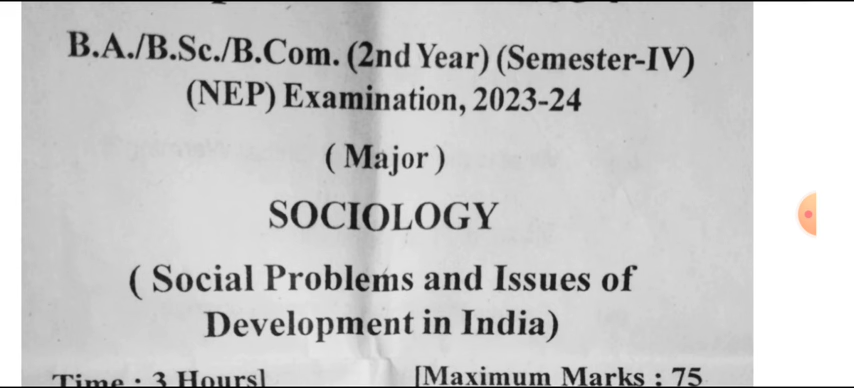 B.A./B.Sc./B.Com. (2nd Year) (Semester-IV)
(NEP) Examination, 2023-24
( Major )
SOCIOLOGY
( Social Problems and Issues of
Development in India)
Time : 3 Hours] [Maximum Marks : 75